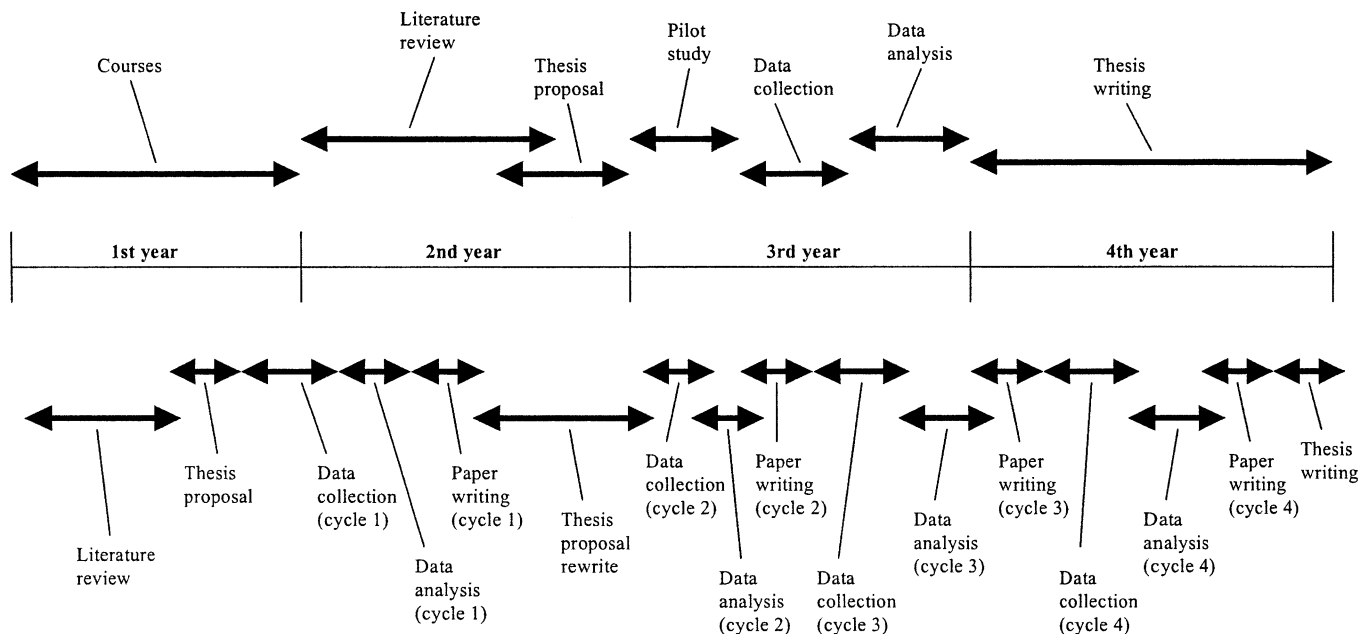 Courses
Literature
review
Thesis
proposal
Pilot
study
Data
collection
Data
analysis
Thesis
writing
1st year
2nd year
3rd year
4th year
Literature
review
Thesis
proposal
Data
collection
(cycle 1)
Data
analysis
(cycle 1)
Paper
writing
(cycle 1)
Thesis
proposal
rewrite
Data
collection
(cycle 2)
Data
analysis
(cycle 2)
Paper
writing
(cycle 2)
Data
collection
(cycle 3)
Data
analysis
(cycle 3)
Paper
writing
(cycle 3)
Data
collection
(cycle 4)
Data
analysis
(cycle 4)
Paper
writing
(cycle 4)
Thesis
writing